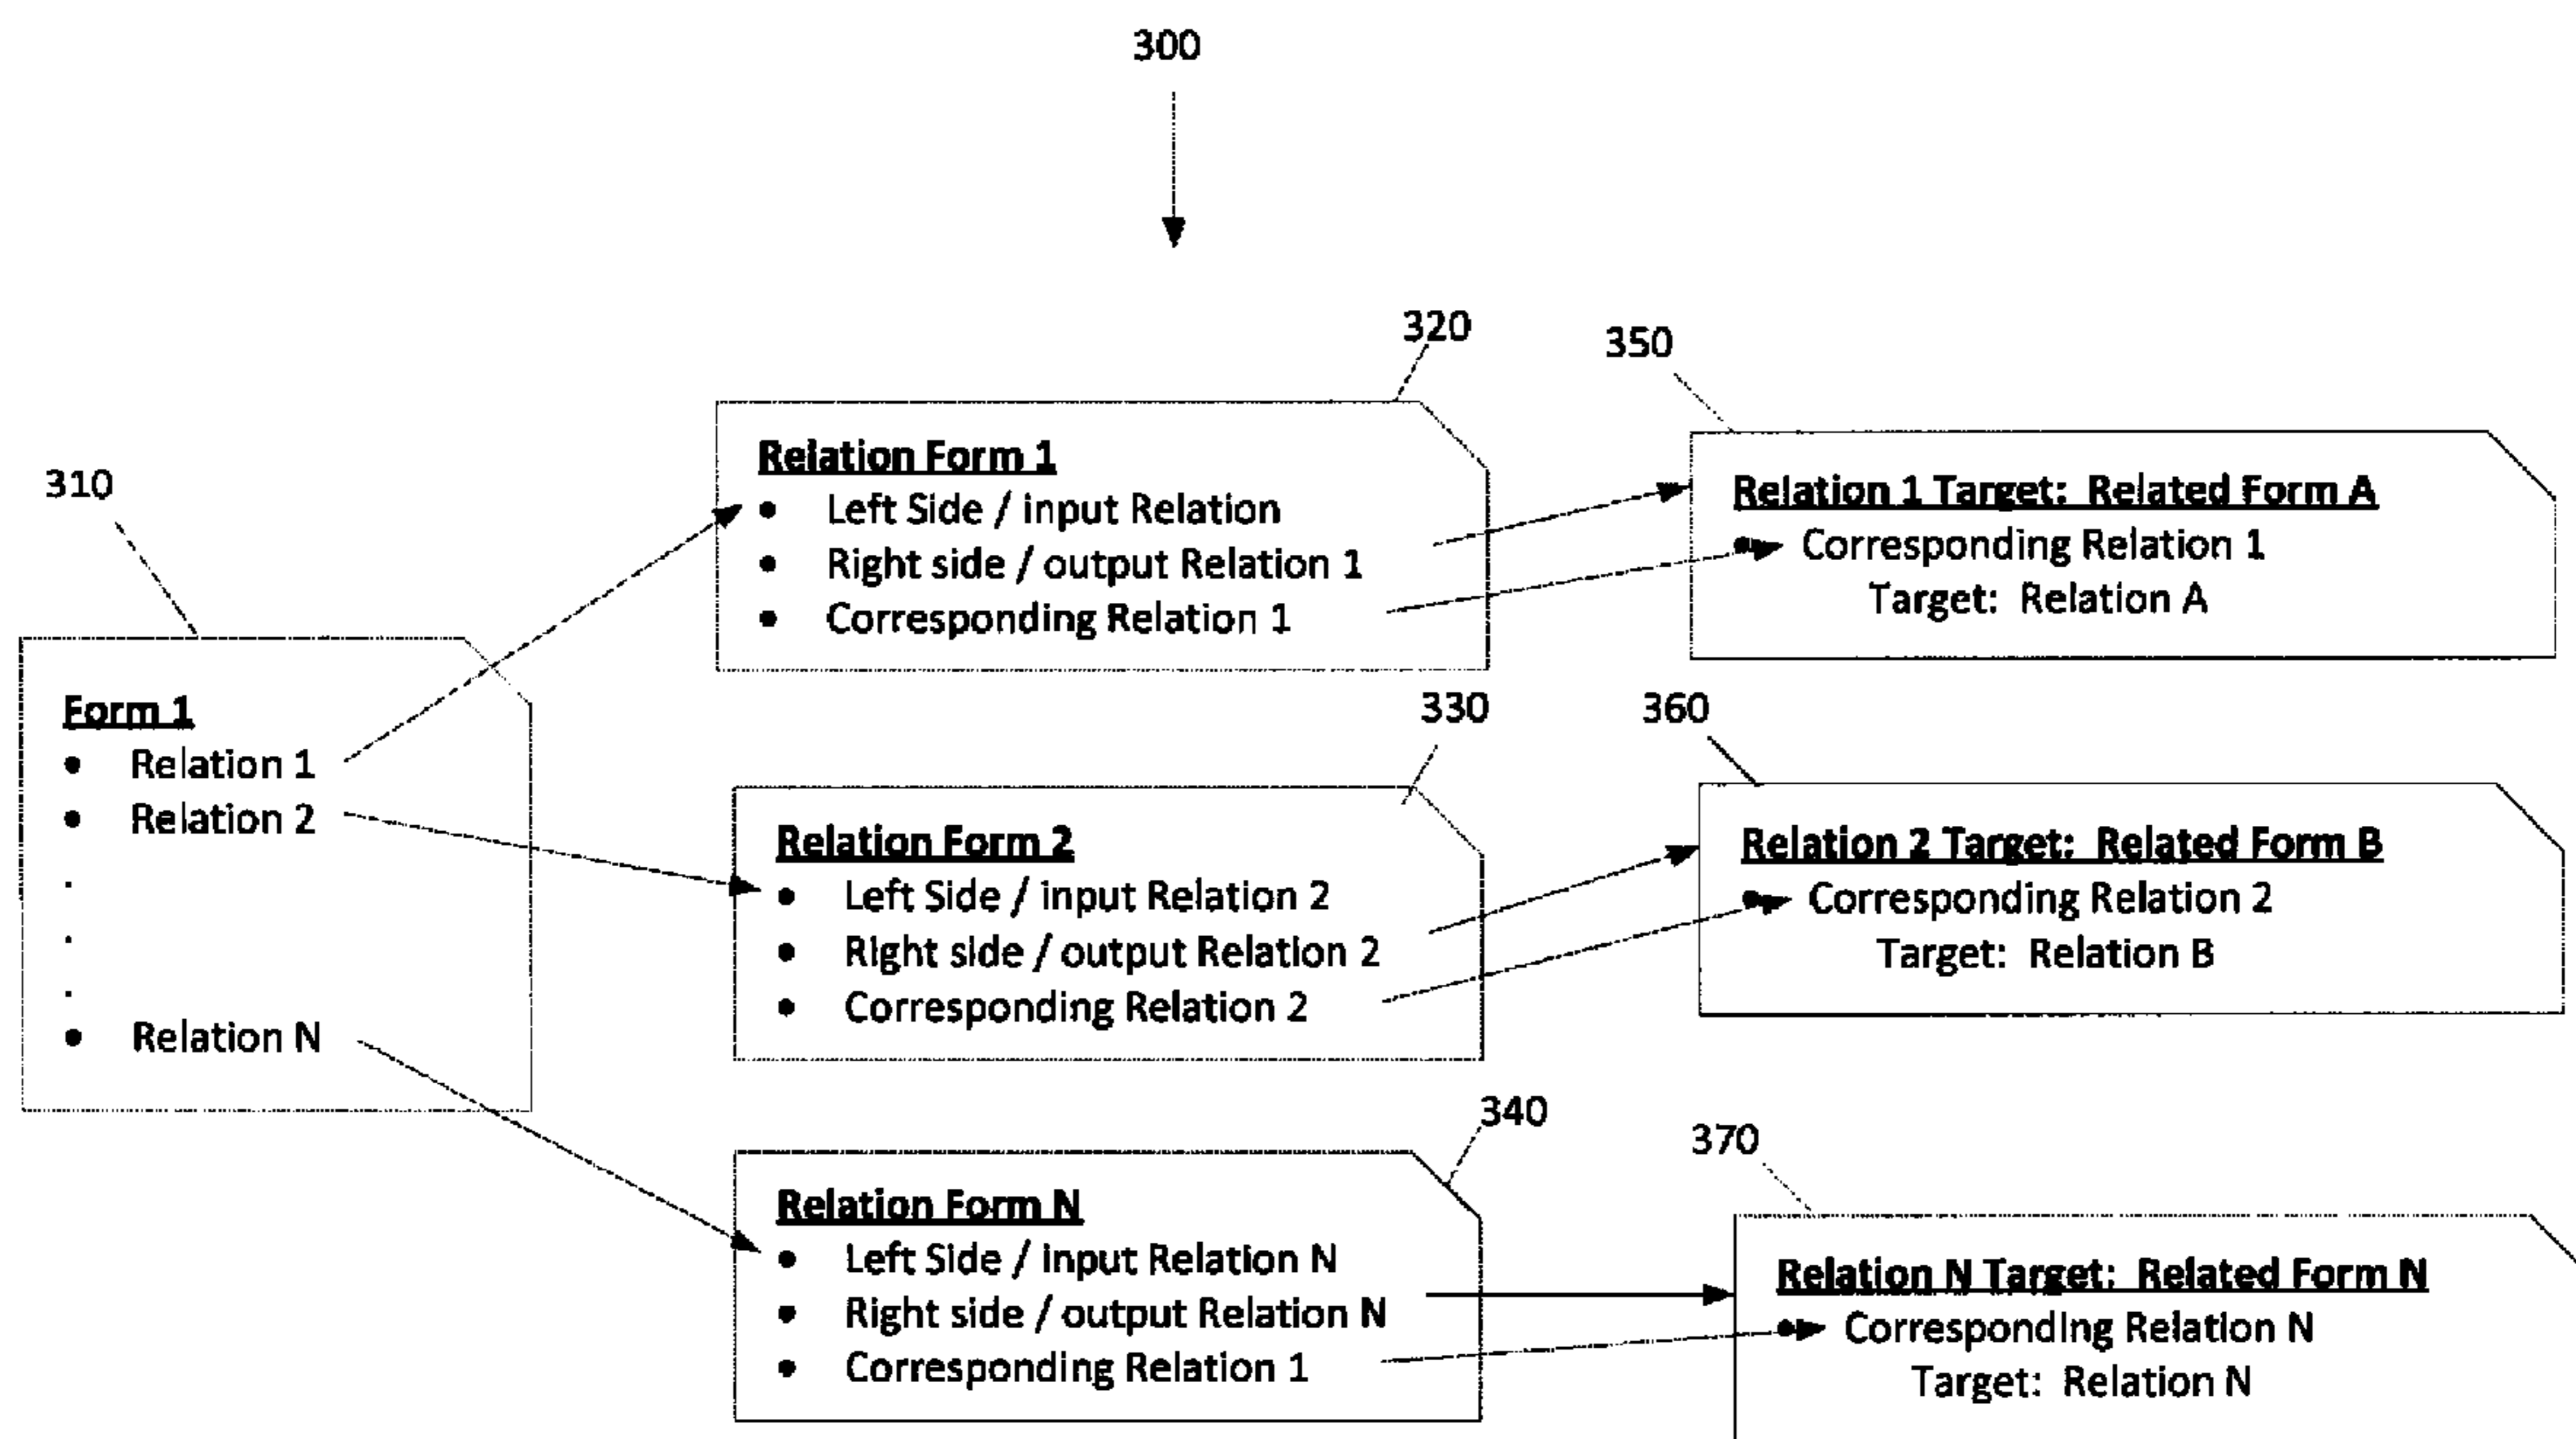 300
320
350
310
Relation Form 1
• Left Side / input Relation
• Right side / output Relation 1
• Corresponding Relation 1
Relation 1 Target: Related Form A
• Corresponding Relation 1
Target: Relation A
Form 1
• Relation 1
• Relation 2
.
.
.
• Relation N
330
360
Relation Form 2
• Left Side / input Relation 2
• Right side / output Relation 2
• Corresponding Relation 2
Relation 2 Target: Related Form B
• Corresponding Relation 2
Target: Relation B
340
370
Relation Form N
• Left Side / input Relation N
• Right side / output Relation N
• Corresponding Relation 1
Relation N Target: Related Form N
• Corresponding Relation N
Target: Relation N